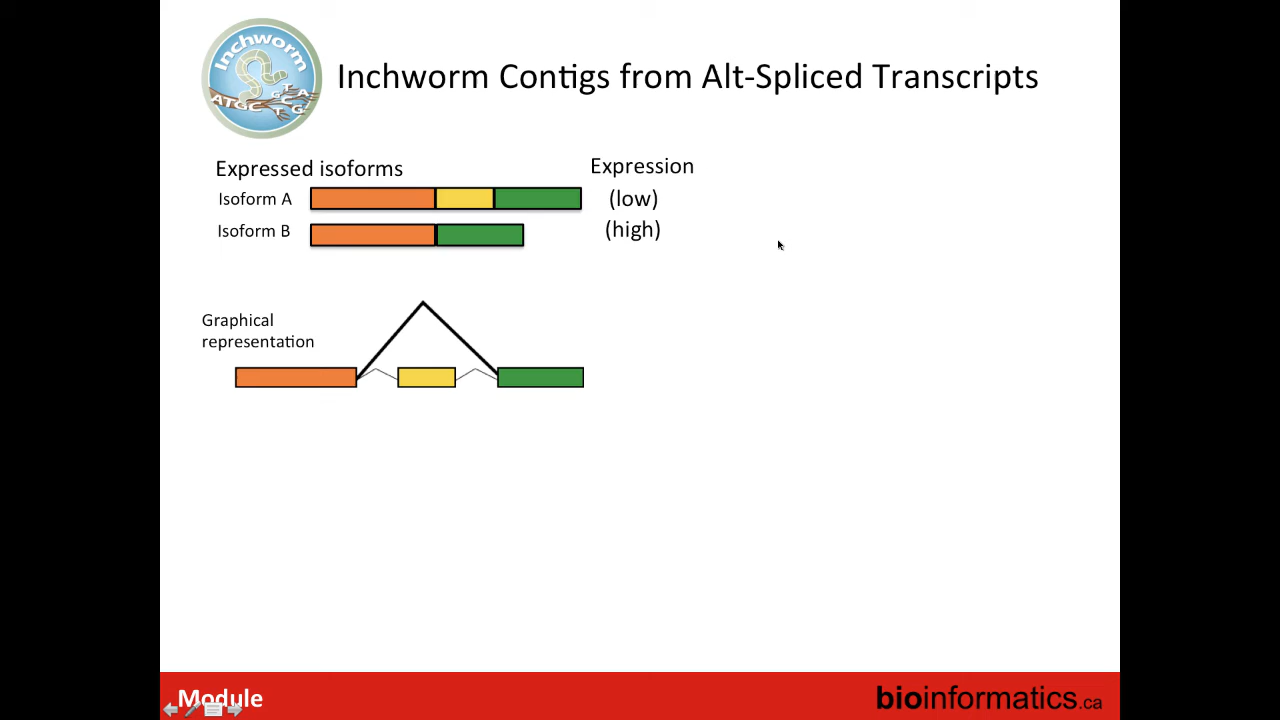 Inchworm
ATGC
Inchworm Contigs from Alt-Spliced Transcripts
Expressed isoforms
Expression
Isoform A
(low)
Isoform B
(high)
Graphical
representation
Module
bioinformatics.ca